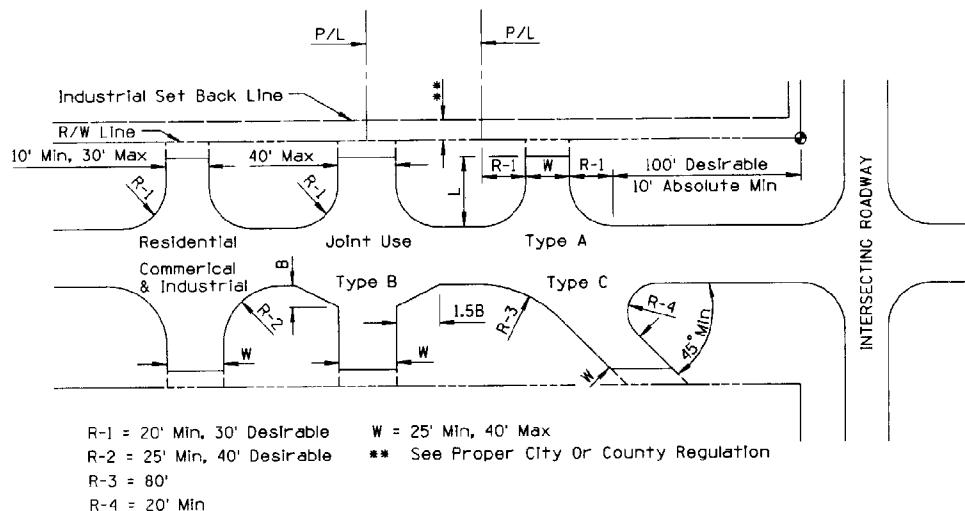 P/L
P/L
**
Industrial Set Back Line
R/W Line
10' Min, 30' Max
40' Max
R-1
W
R-1
100' Desirable
10' Absolute Min
R-1
R-1
L
Residential
Joint Use
Type A
Commerical
& Industrial
B
Type B
Type C
R-2
1.5B
R-3
R-4
45° Min
W
W
W
INTERSECTING ROADWAY
R-1 = 20' Min, 30' Desirable
W = 25' Min, 40' Max
R-2 = 25' Min, 40' Desirable
** See Proper City Or County Regulation
R-3 = 80'
R-4 = 20' Min